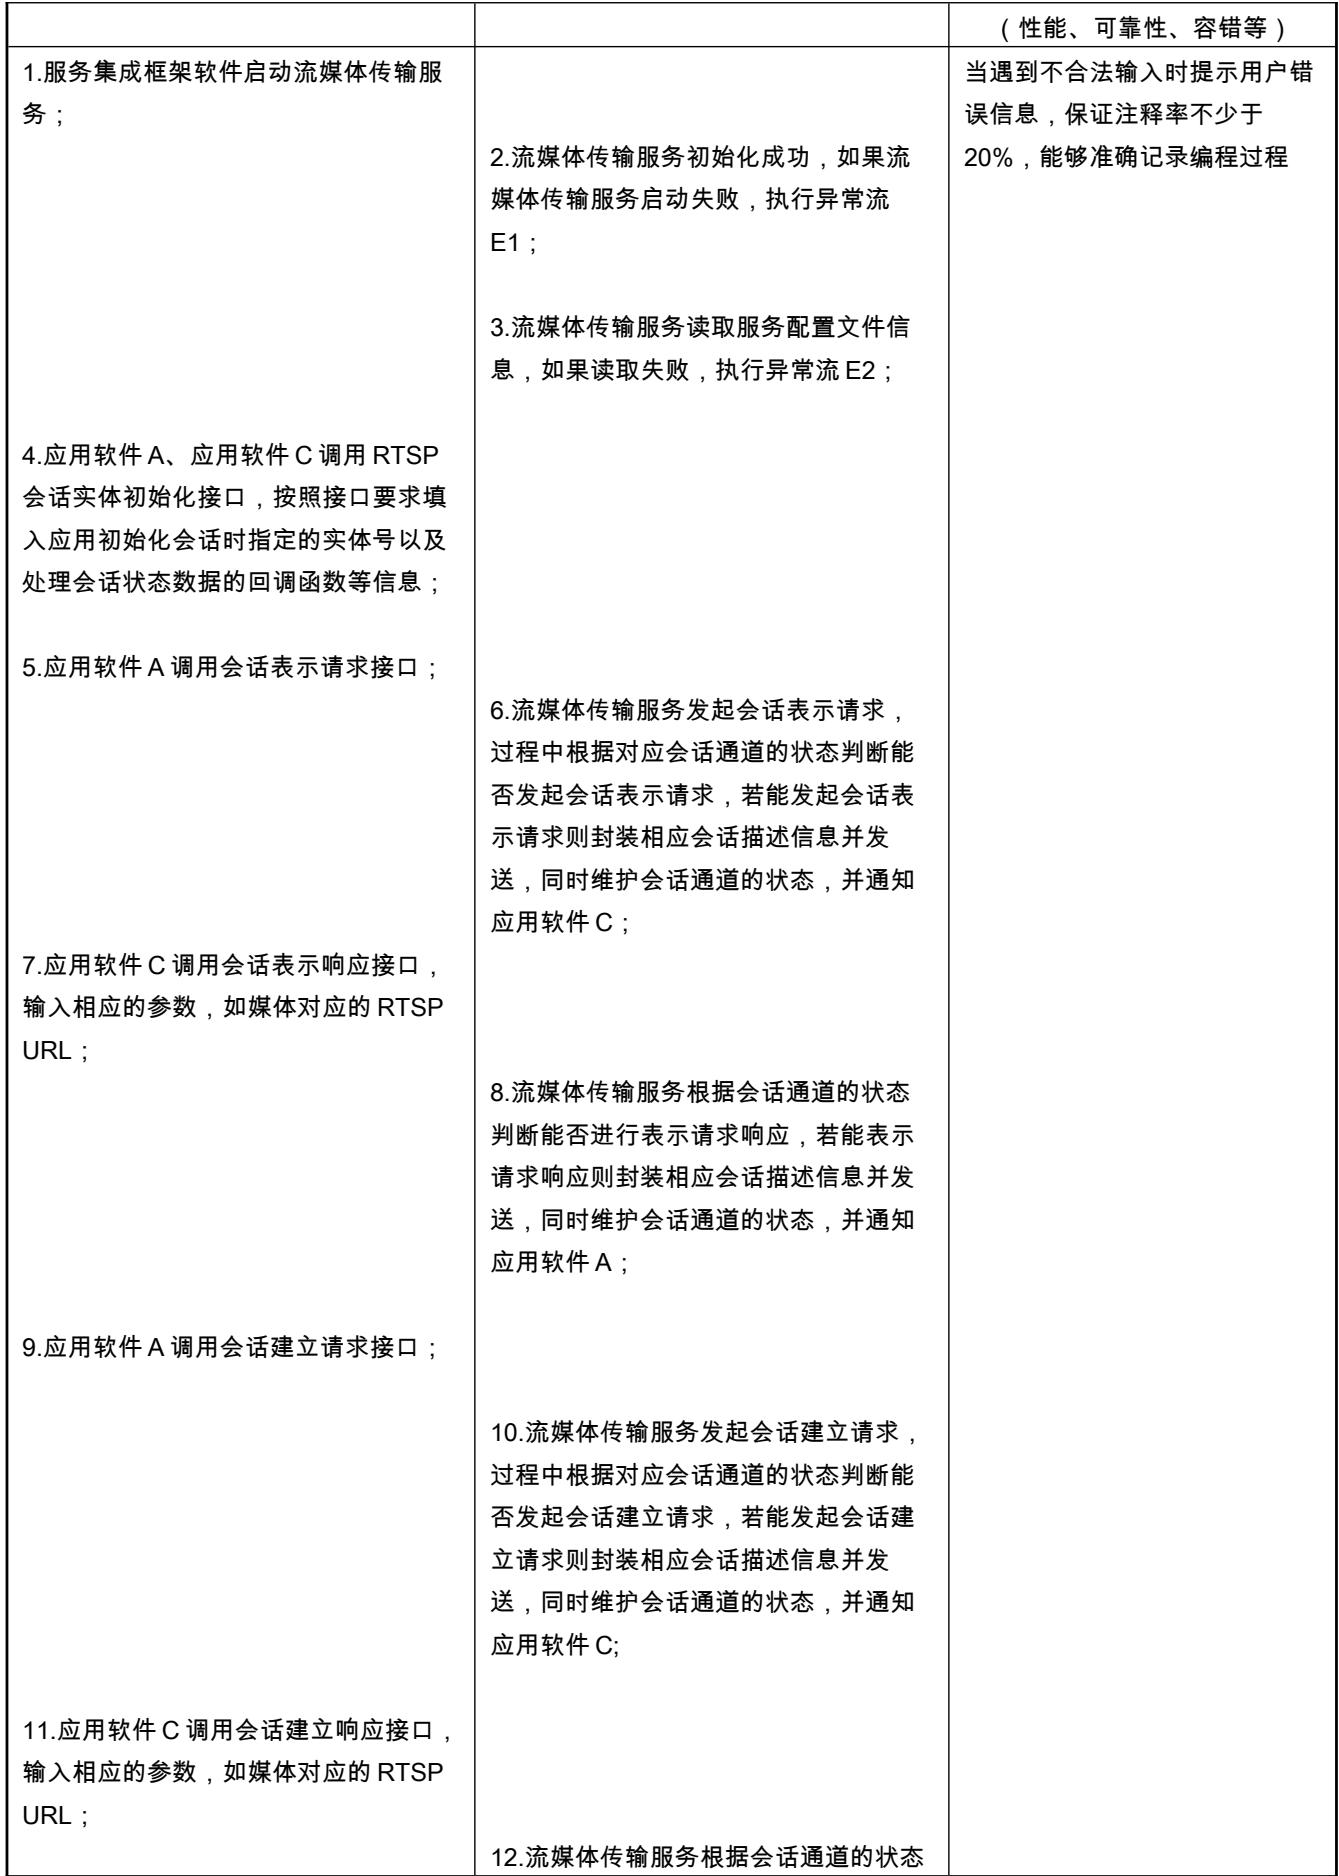 （性能、可靠性、容错等）
1.服务集成框架软件启动流媒体传输服
务；
当遇到不合法输入时提示用户错
误信息，保证注释率不少于
20%，能够准确记录编程过程
2.流媒体传输服务初始化成功，如果流
媒体传输服务启动失败，执行异常流
E1；
3.流媒体传输服务读取服务配置文件信
息，如果读取失败，执行异常流 E2；
4.应用软件 A、应用软件 C 调用 RTSP
会话实体初始化接口，按照接口要求填
入应用初始化会话时指定的实体号以及
处理会话状态数据的回调函数等信息；
5.应用软件 A 调用会话表示请求接口；
6.流媒体传输服务发起会话表示请求，
过程中根据对应会话通道的状态判断能
否发起会话表示请求，若能发起会话表
示请求则封装相应会话描述信息并发
送，同时维护会话通道的状态，并通知
应用软件 C；
7.应用软件 C 调用会话表示响应接口，
输入相应的参数，如媒体对应的 RTSP
URL；
8.流媒体传输服务根据会话通道的状态
判断能否进行表示请求响应，若能表示
请求响应则封装相应会话描述信息并发
送，同时维护会话通道的状态，并通知
应用软件 A；
9.应用软件 A 调用会话建立请求接口；
10.流媒体传输服务发起会话建立请求，
过程中根据对应会话通道的状态判断能
否发起会话建立请求，若能发起会话建
立请求则封装相应会话描述信息并发
送，同时维护会话通道的状态，并通知
应用软件 C;
11.应用软件 C 调用会话建立响应接口，
输入相应的参数，如媒体对应的 RTSP
URL；
12.流媒体传输服务根据会话通道的状态